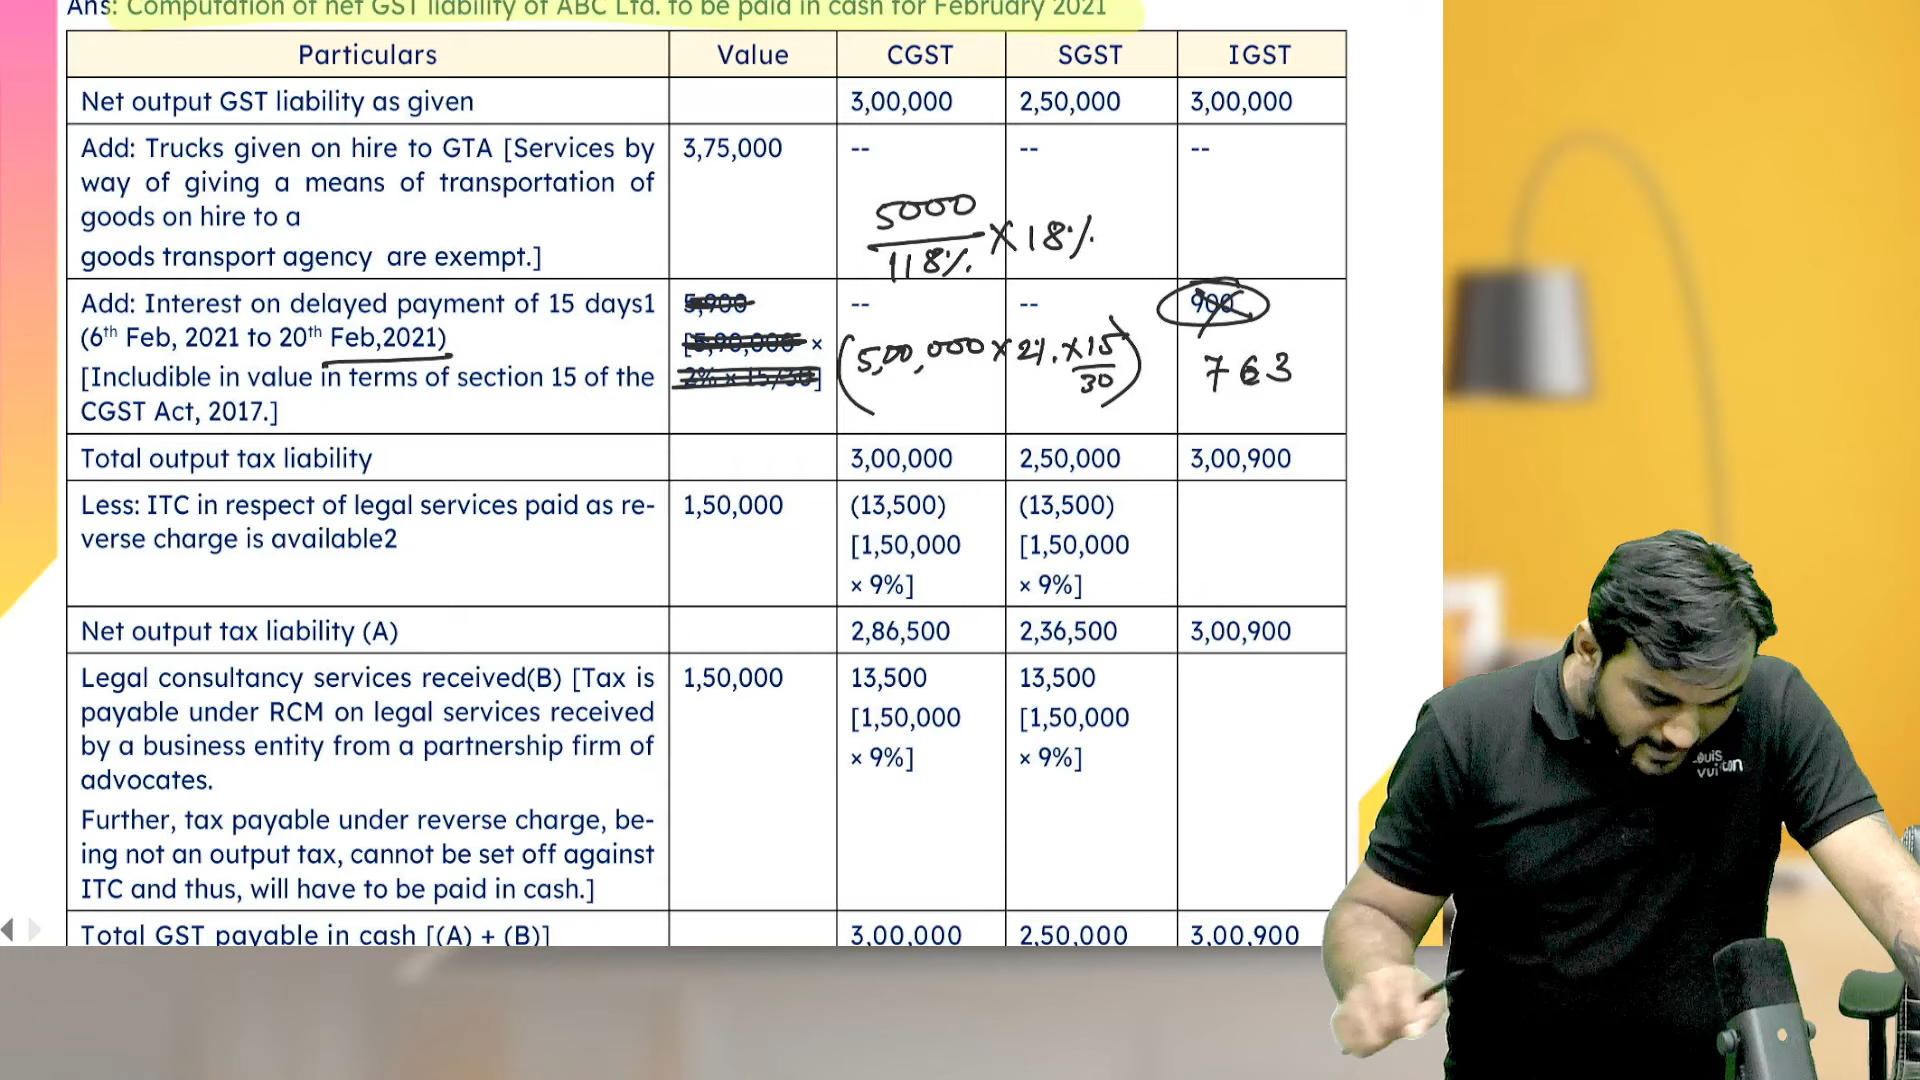 Ans: Computation of net GST liability of ABC Ltd. to be paid in cash for February 2021
Particulars Value CGST SGST IGST
Net output GST liability as given 3,00,000 2,50,000 3,00,000
Add: Trucks given on hire to GTA [Services by 3,75,000 -- -- --
way of giving a means of transportation of
goods on hire to a
goods transport agency are exempt.]
5000
118% × 18%
Add: Interest on delayed payment of 15 days1 5,900 -- -- 900
(6th Feb, 2021 to 20th Feb,2021) [5,90,000 ×
[Includible in value in terms of section 15 of the 2% × 15/30]
CGST Act, 2017.]
(5,00,000 × 2% × 15
30) 763
Total output tax liability 3,00,000 2,50,000 3,00,900
Less: ITC in respect of legal services paid as re- 1,50,000 (13,500) (13,500)
verse charge is available2 [1,50,000 [1,50,000
× 9%] × 9%]
Net output tax liability (A) 2,86,500 2,36,500 3,00,900
Legal consultancy services received(B) [Tax is 1,50,000 13,500 13,500
payable under RCM on legal services received [1,50,000 [1,50,000
by a business entity from a partnership firm of × 9%] × 9%]
advocates.
Further, tax payable under reverse charge, be-
ing not an output tax, cannot be set off against
ITC and thus, will have to be paid in cash.]
Total GST payable in cash [(A) + (B)] 3,00,000 2,50,000 3,00,900
Louis
vuitton